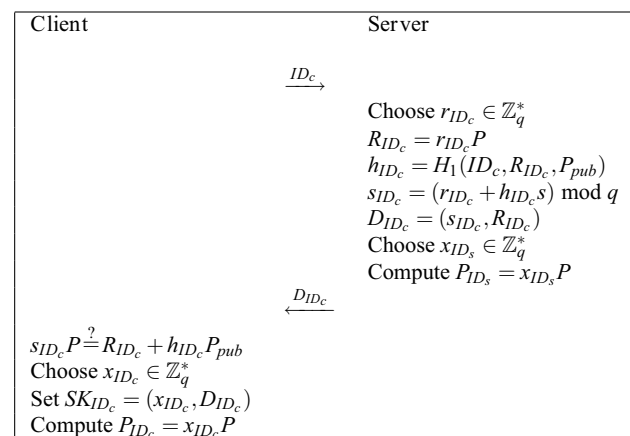 Client Server
ID_c
Choose r_{ID_c} ∈ ℤ_q^*
R_{ID_c} = r_{ID_c}P
h_{ID_c} = H_1(ID_c, R_{ID_c}, P_{pub})
s_{ID_c} = (r_{ID_c} + h_{ID_c}s) mod q
D_{ID_c} = (s_{ID_c}, R_{ID_c})
Choose x_{ID_s} ∈ ℤ_q^*
Compute P_{ID_s} = x_{ID_s}P
D_{ID_c}
s_{ID_c}P ≟ R_{ID_c} + h_{ID_c}P_{pub}
Choose x_{ID_c} ∈ ℤ_q^*
Set SK_{ID_c} = (x_{ID_c}, D_{ID_c})
Compute P_{ID_c} = x_{ID_c}P